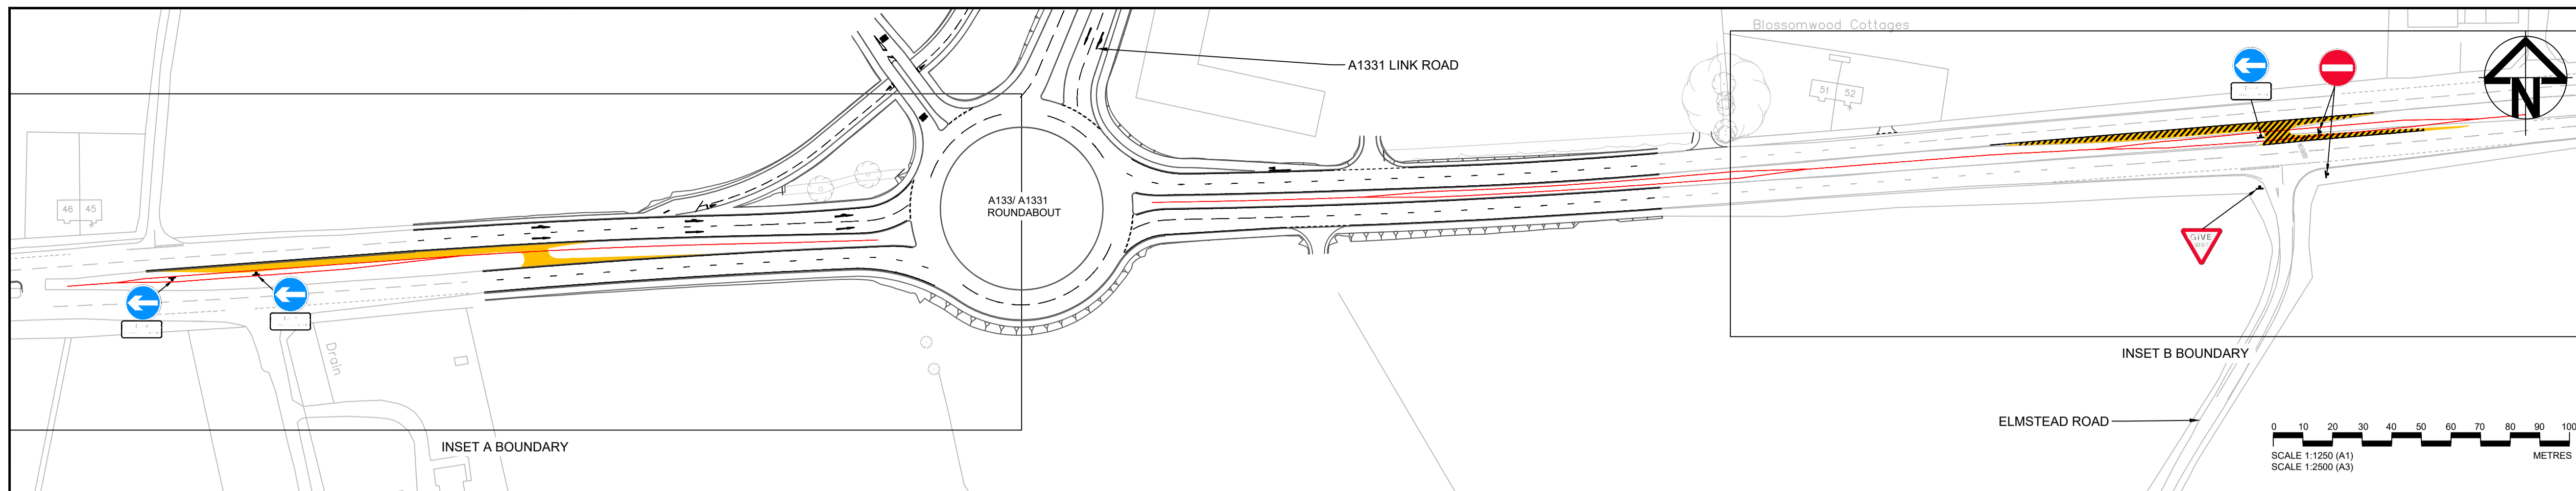 Blossomwood Cottages
A1331 LINK ROAD
51 52
N
46 45
A133/ A1331
ROUNDABOUT
GIVE
WAY
Drain
INSET B BOUNDARY
INSET A BOUNDARY
ELMSTEAD ROAD
0 10 20 30 40 50 60 70 80 90 100
SCALE 1:1250 (A1)
METRES
SCALE 1:2500 (A3)